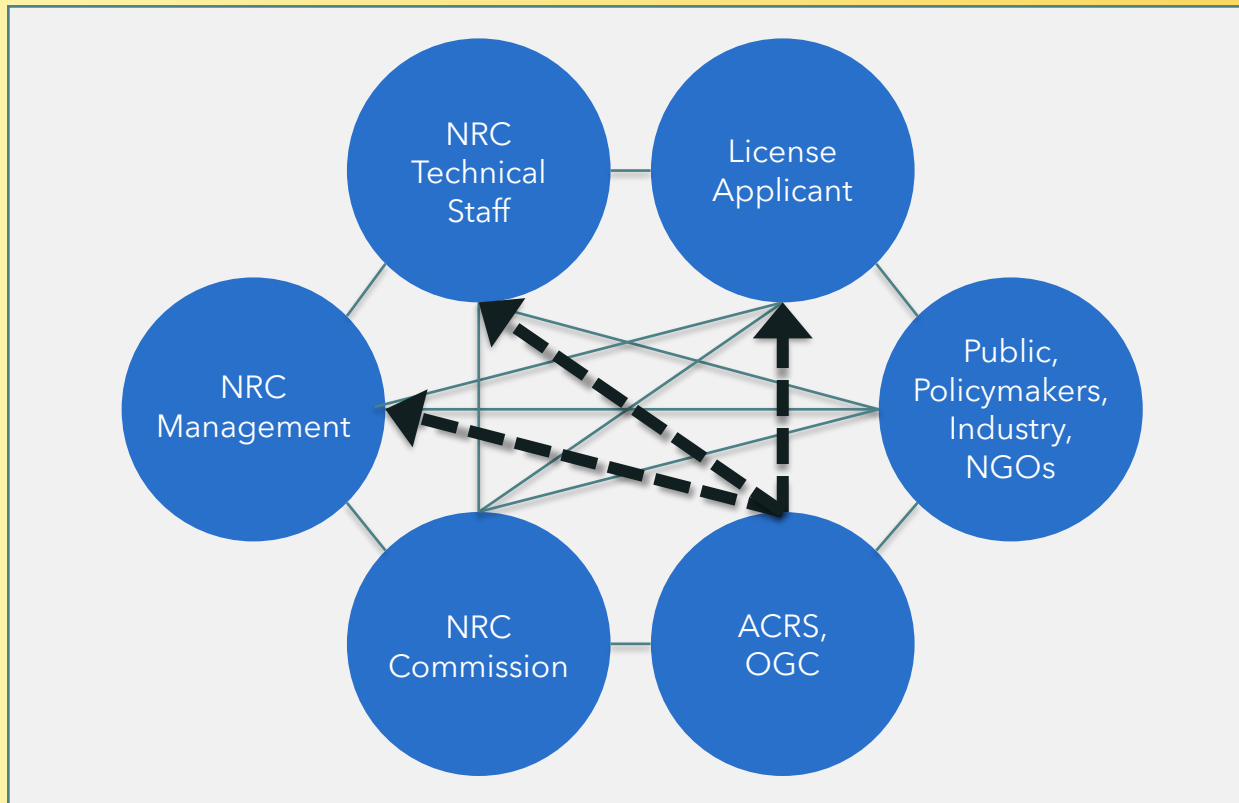 NRC
Technical
Staff
License
Applicant
NRC
Management
Public,
Policymakers,
Industry,
NGOs
NRC
Commission
ACRS,
OGC